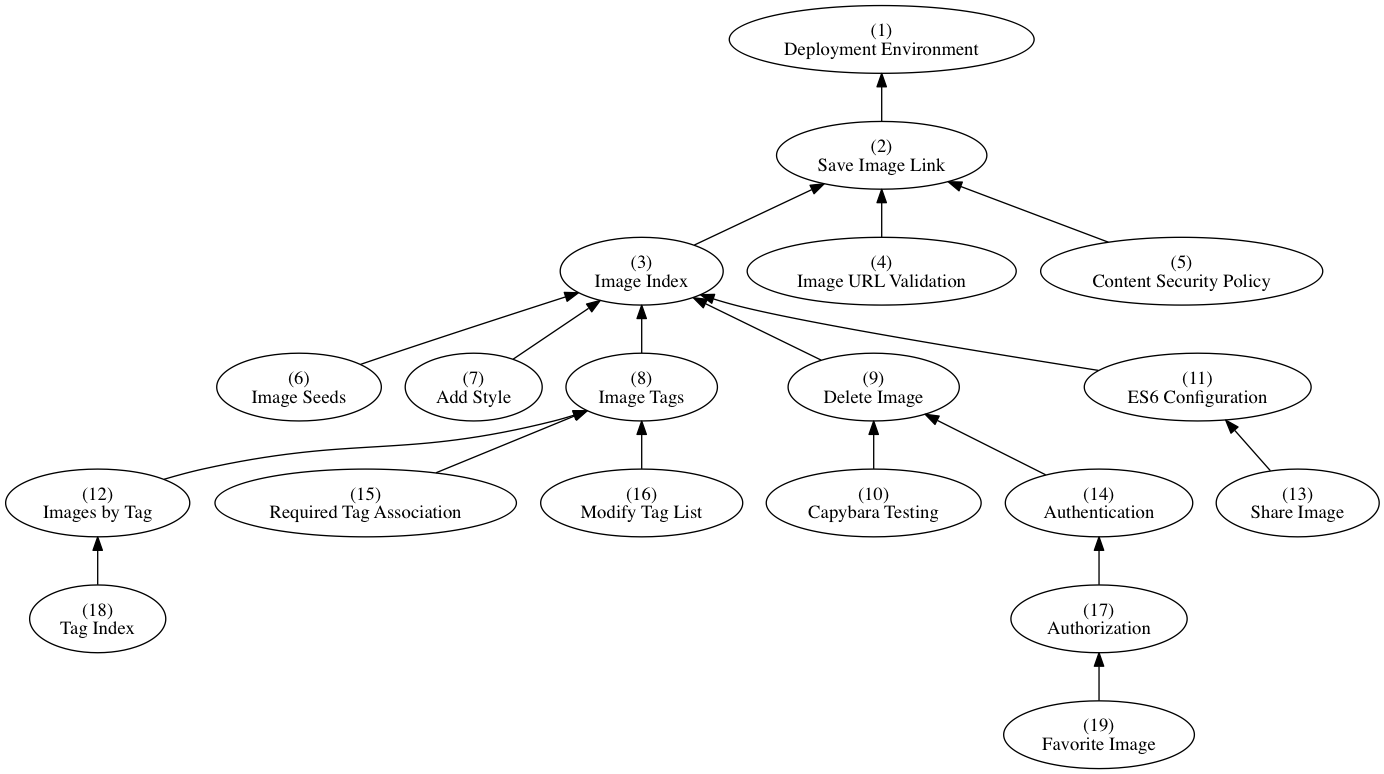 (1)
Deployment Environment
(2)
Save Image Link
(3)
Image Index
(4)
Image URL Validation
(5)
Content Security Policy
(6)
Image Seeds
(7)
Add Style
(8)
Image Tags
(9)
Delete Image
(11)
ES6 Configuration
(12)
Images by Tag
(15)
Required Tag Association
(16)
Modify Tag List
(10)
Capybara Testing
(14)
Authentication
(13)
Share Image
(18)
Tag Index
(17)
Authorization
(19)
Favorite Image